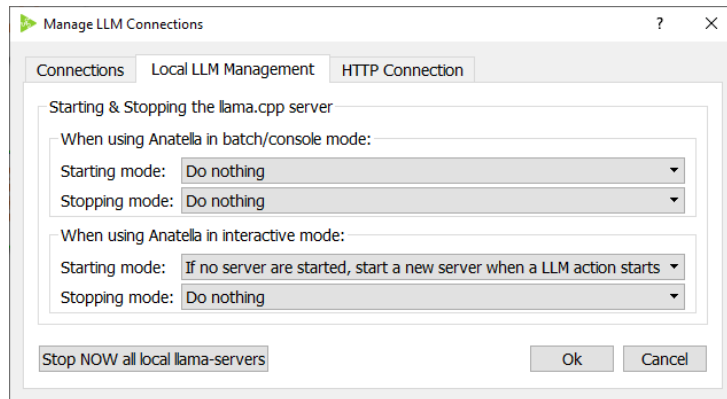 Manage LLM Connections
Connections Local LLM Management HTTP Connection
Starting & Stopping the llama.cpp server
When using Anatella in batch/console mode:
Starting mode: Do nothing
Stopping mode: Do nothing
When using Anatella in interactive mode:
Starting mode: If no server are started, start a new server when a LLM action starts
Stopping mode: Do nothing
Stop NOW all local llama-servers Ok Cancel